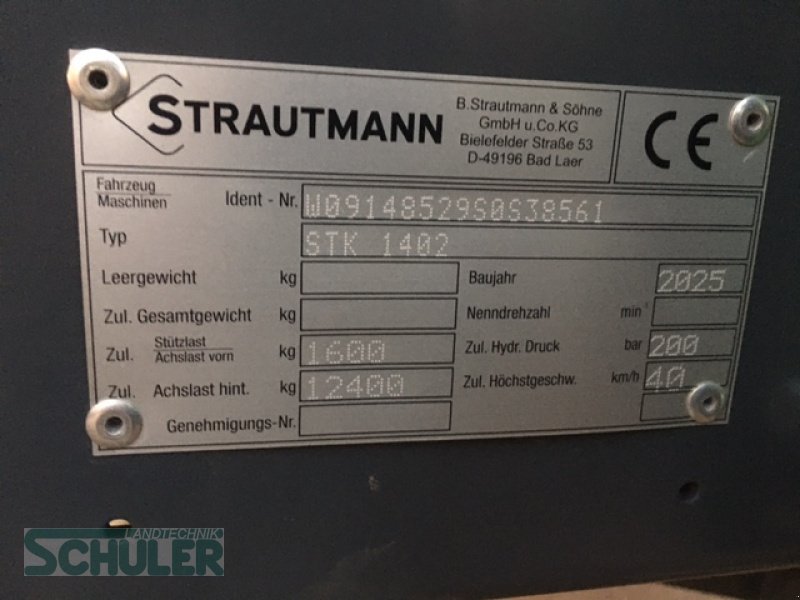 STRAUTMANN
B.Strautmann & Söhne
GmbH u.Co.KG
Bielefelder Straße 53
D-49196 Bad Laer
CE
Fahrzeug
Maschinen
Ident - Nr. W09148529S0S38561
Typ STK 1402
Leergewicht kg
Baujahr 2025
Zul. Gesamtgewicht kg
Nenndrehzahl min⁻¹
Zul. Stützlast
Achslast vorn kg 1600
Zul. Hydr. Druck bar 200
Zul. Achslast hint. kg 12400
Zul. Höchstgeschw. km/h 40
Genehmigungs-Nr.
LANDTECHNIK
SCHULER